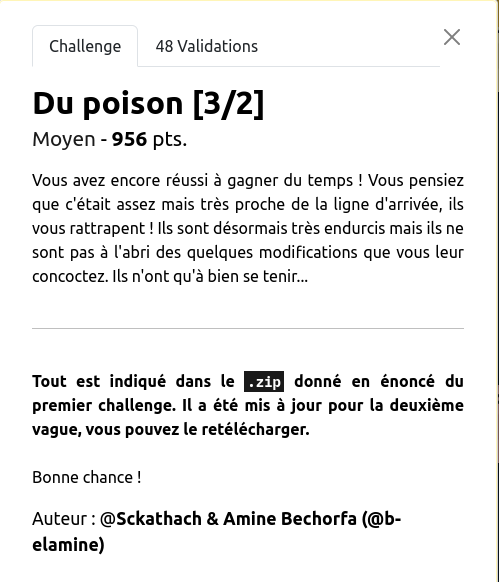 Challenge
48 Validations
Du poison [3/2]
Moyen - 956 pts.
Vous avez encore réussi à gagner du temps ! Vous pensiez
que c'était assez mais très proche de la ligne d'arrivée, ils
vous rattrapent ! Ils sont désormais très endurcis mais ils ne
sont pas à l'abri des quelques modifications que vous leur
concoctez. Ils n'ont qu'à bien se tenir...
Tout est indiqué dans le .zip donné en énoncé du
premier challenge. Il a été mis à jour pour la deuxième
vague, vous pouvez le retélécharger.
Bonne chance !
Auteur : @Sckathach & Amine Bechorfa (@b-
elamine)